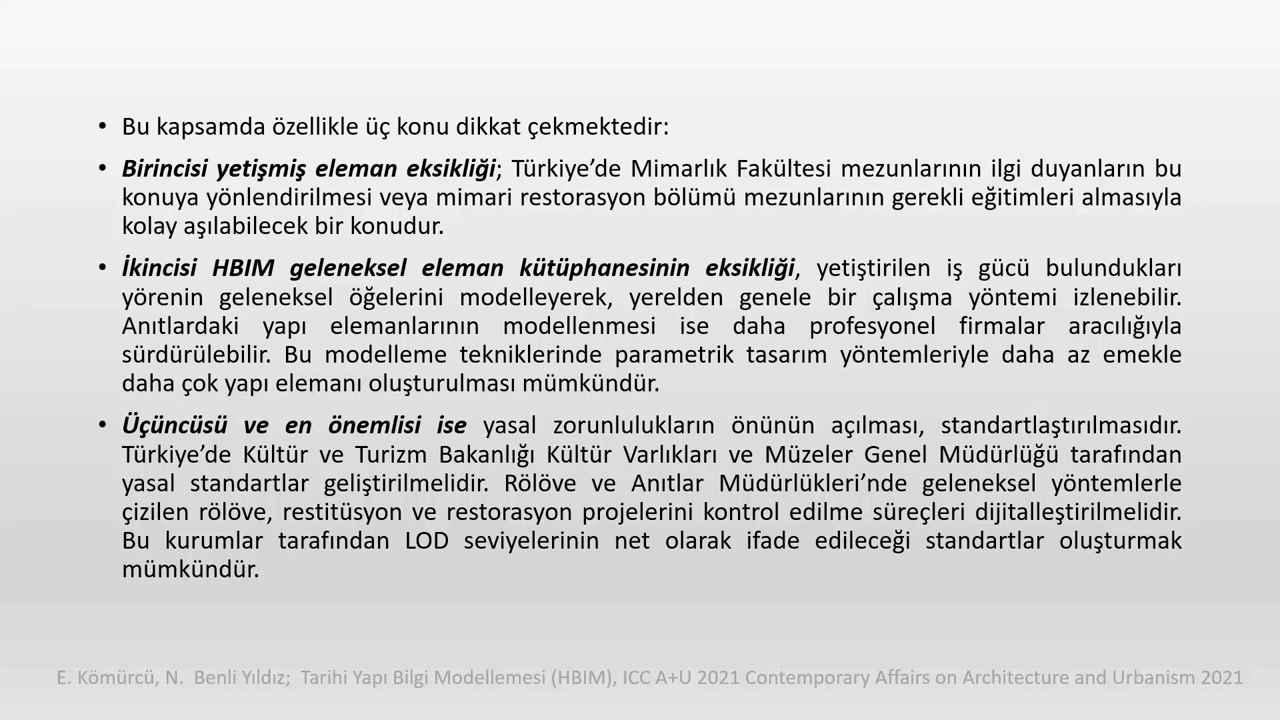 • Bu kapsamda özellikle üç konu dikkat çekmektedir:
• Birincisi yetişmiş eleman eksikliği; Türkiye’de Mimarlık Fakültesi mezunlarının ilgi duyanların bu
konuya yönlendirilmesi veya mimari restorasyon bölümü mezunlarının gerekli eğitimleri almasıyla
kolay aşılabilecek bir konudur.
• İkincisi HBIM geleneksel eleman kütüphanesinin eksikliği, yetiştirilen iş gücü bulundukları
yörenin geleneksel öğelerini modelleyerek, yerelden genele bir çalışma yöntemi izlenebilir.
Anıtlardaki yapı elemanlarının modellenmesi ise daha profesyonel firmalar aracılığıyla
sürdürülebilir. Bu modelleme tekniklerinde parametrik tasarım yöntemleriyle daha az emekle
daha çok yapı elemanı oluşturulması mümkündür.
• Üçüncüsü ve en önemlisi ise yasal zorunlulukların önünün açılması, standartlaştırılmasıdır.
Türkiye’de Kültür ve Turizm Bakanlığı Kültür Varlıkları ve Müzeler Genel Müdürlüğü tarafından
yasal standartlar geliştirilmelidir. Rölöve ve Anıtlar Müdürlükleri’nde geleneksel yöntemlerle
çizilen rölöve, restitüsyon ve restorasyon projelerini kontrol edilme süreçleri dijitalleştirilmelidir.
Bu kurumlar tarafından LOD seviyelerinin net olarak ifade edileceği standartlar oluşturmak
mümkündür.
E. Kömürcü, N. Benli Yıldız; Tarihi Yapı Bilgi Modellemesi (HBIM), ICC A+U 2021 Contemporary Affairs on Architecture and Urbanism 2021